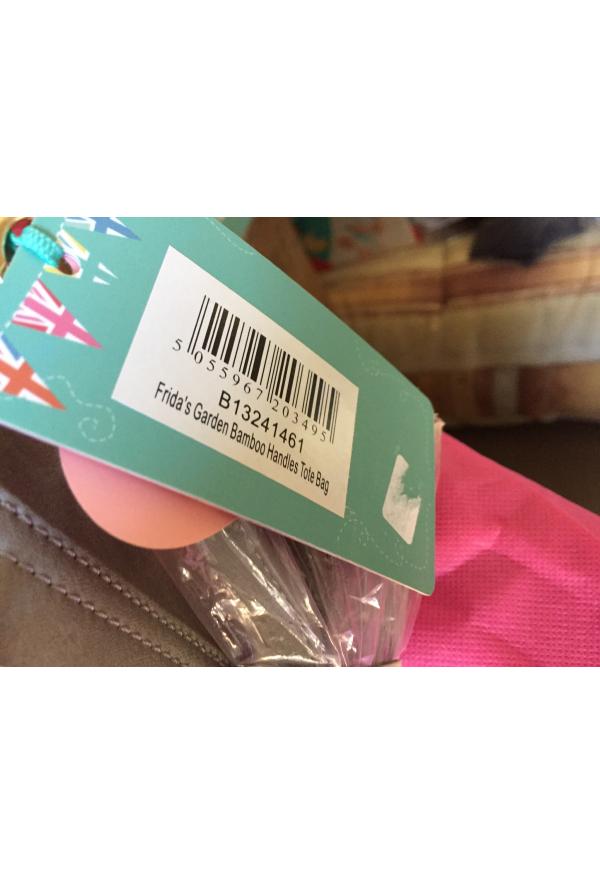 5 055967 203495
B13241461
Frida's Garden Bamboo Handles Tote Bag